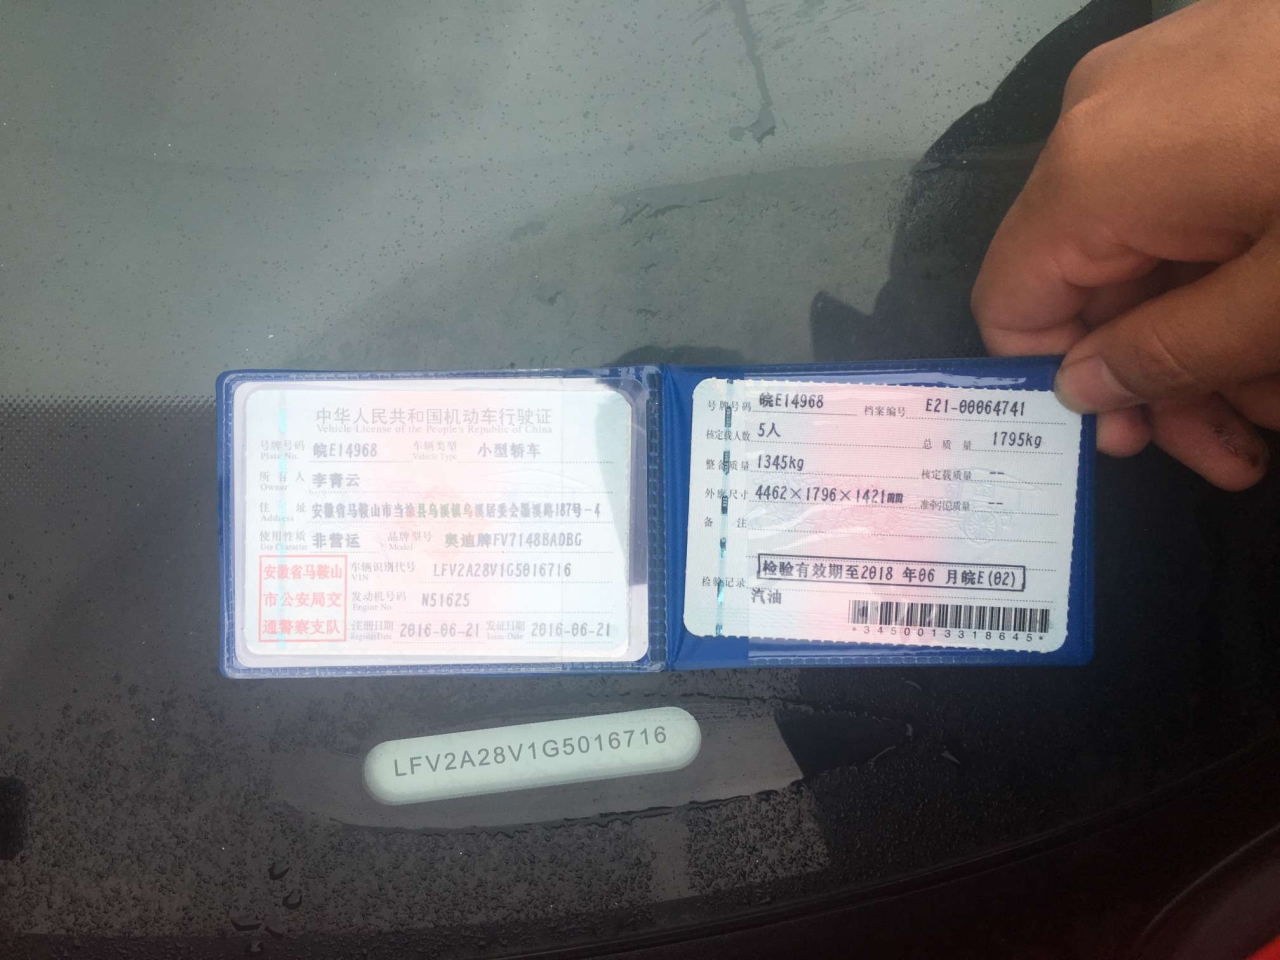 中华人民共和国机动车行驶证
Vehicle License of the People's Republic of China
号牌号码 皖E14968 车辆类型 小型轿车
Plate No. Vehicle Type
所有人 李青云
Owner
住址 安徽省马鞍山市当涂县乌溪镇乌溪居委会圩溪路187号-4
Address
使用性质 非营运 品牌型号 奥迪牌FV7148BADBG
Use Character Model
安徽省马鞍山
市公安局交
通警察支队
车辆识别代号 LFV2A28V1G5016716
VIN
发动机号码 N51625
Engine No.
注册日期 2016-06-21 发证日期 2016-06-21
Register Date Issue Date
号牌号码 皖E14968 档案编号 E21-00064741
核定载人数 5人 总质量 1795kg
整备质量 1345kg 核定载质量 --
外廓尺寸 4462×1796×1421mm 准牵引总质量 --
备注
检验有效期至2018年06月皖E(02)
检验记录
汽油
*3450013318645*
LFV2A28V1G5016716